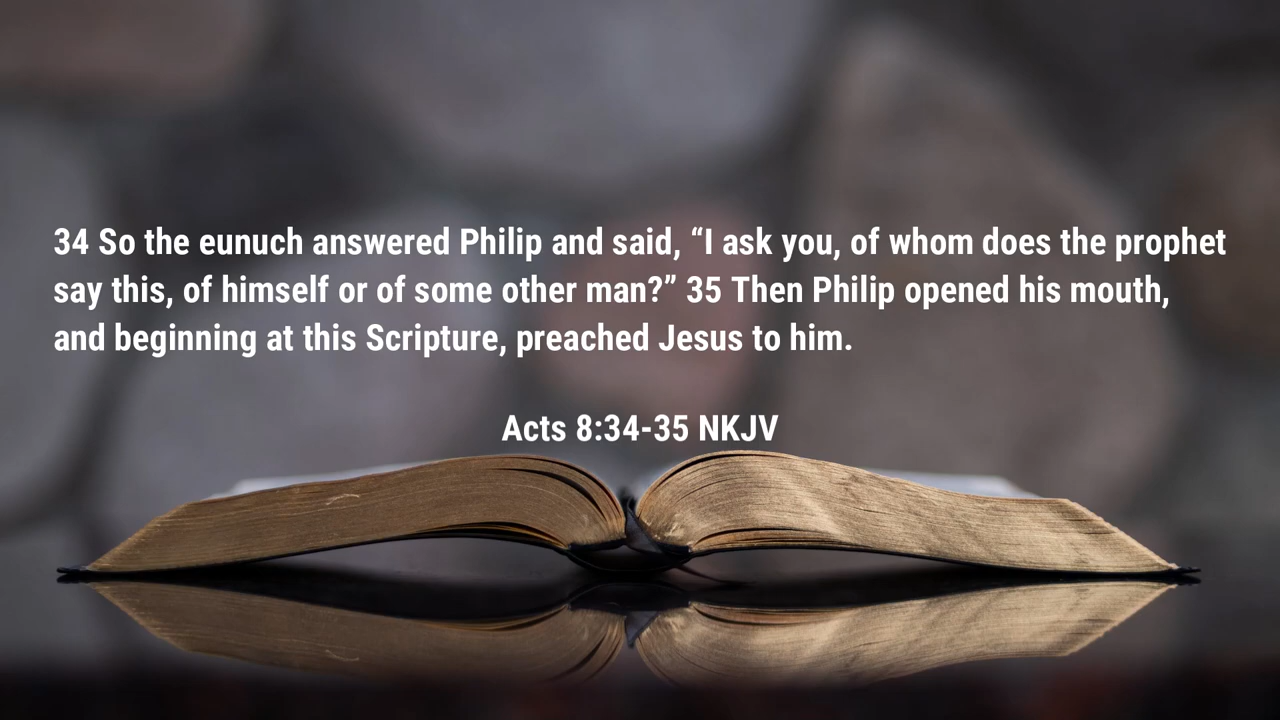 34 So the eunuch answered Philip and said, “I ask you, of whom does the prophet
say this, of himself or of some other man?” 35 Then Philip opened his mouth,
and beginning at this Scripture, preached Jesus to him.
Acts 8:34-35 NKJV